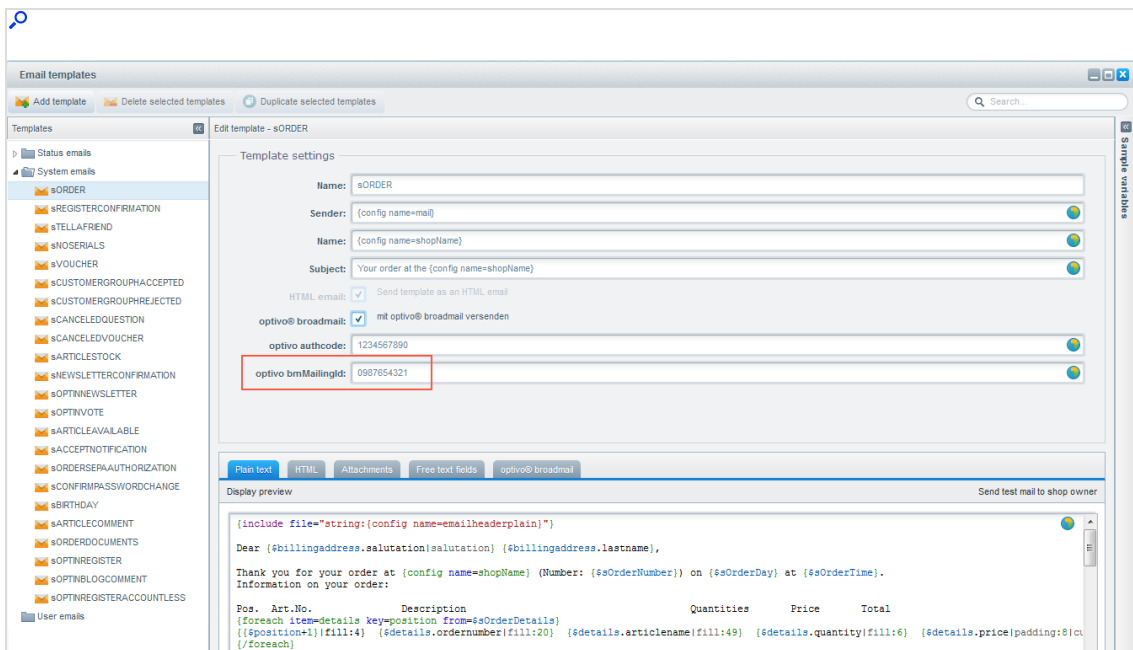 Email templates
Add template Delete selected templates Duplicate selected templates Search...
Templates Edit template - sORDER
Status emails
System emails
sORDER
sREGISTERCONFIRMATION
sTELLAFRIEND
sNOSERIALS
sVOUCHER
sCUSTOMERGROUPHACCEPTED
sCUSTOMERGROUPHREJECTED
sCANCELEDQUESTION
sCANCELEDVOUCHER
sARTICLESTOCK
sNEWSLETTERCONFIRMATION
sOPTINNEWSLETTER
sOPTINVOTE
sARTICLEAVAILABLE
sACCEPTNOTIFICATION
sORDERSEPAAUTHORIZATION
sCONFIRMPASSWORDCHANGE
sBIRTHDAY
sARTICLECOMMENT
sORDERDOCUMENTS
sOPTINREGISTER
sOPTINBLOGCOMMENT
sOPTINREGISTERACCOUNTLESS
User emails
Template settings
Name: sORDER
Sender: {config name=mail}
Name: {config name=shopName}
Subject: Your order at the {config name=shopName}
HTML email: Send template as an HTML email
optivo® broadmail: mit optivo® broadmail versenden
optivo authcode: 1234567890
optivo bmMailingId: 0987654321
Plain text HTML Attachments Free text fields optivo® broadmail
Display preview Send test mail to shop owner
{include file="string:{config name=emailheaderplain}"}
Dear {$billingaddress.salutation|salutation} {$billingaddress.lastname},
Thank you for your order at {config name=shopName} (Number: {$sOrderNumber}) on {$sOrderDay} at {$sOrderTime}.
Information on your order:
Pos. Art.No. Description Quantities Price Total
{foreach item=details key=position from=$sOrderDetails}
{{$position+1}|fill:4} {$details.ordernumber|fill:20} {$details.articlename|fill:49} {$details.quantity|fill:6} {$details.price|padding:8|cu
{/foreach}
Sample variables